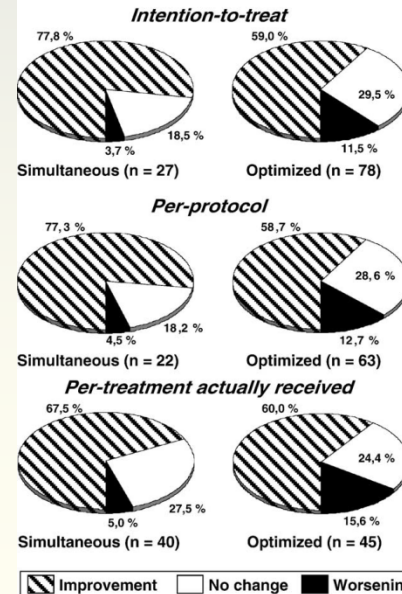 Intention-to-treat
77,8 % 59,0 %
29,5 %
18,5 %
3,7 % 11,5 %
Simultaneous (n = 27) Optimized (n = 78)
Per-protocol
77,3 % 58,7 %
28,6 %
18,2 %
4,5 % 12,7 %
Simultaneous (n = 22) Optimized (n = 63)
Per-treatment actually received
67,5 % 60,0 %
24,4 %
27,5 %
5,0 % 15,6 %
Simultaneous (n = 40) Optimized (n = 45)
Improvement No change Worsenin